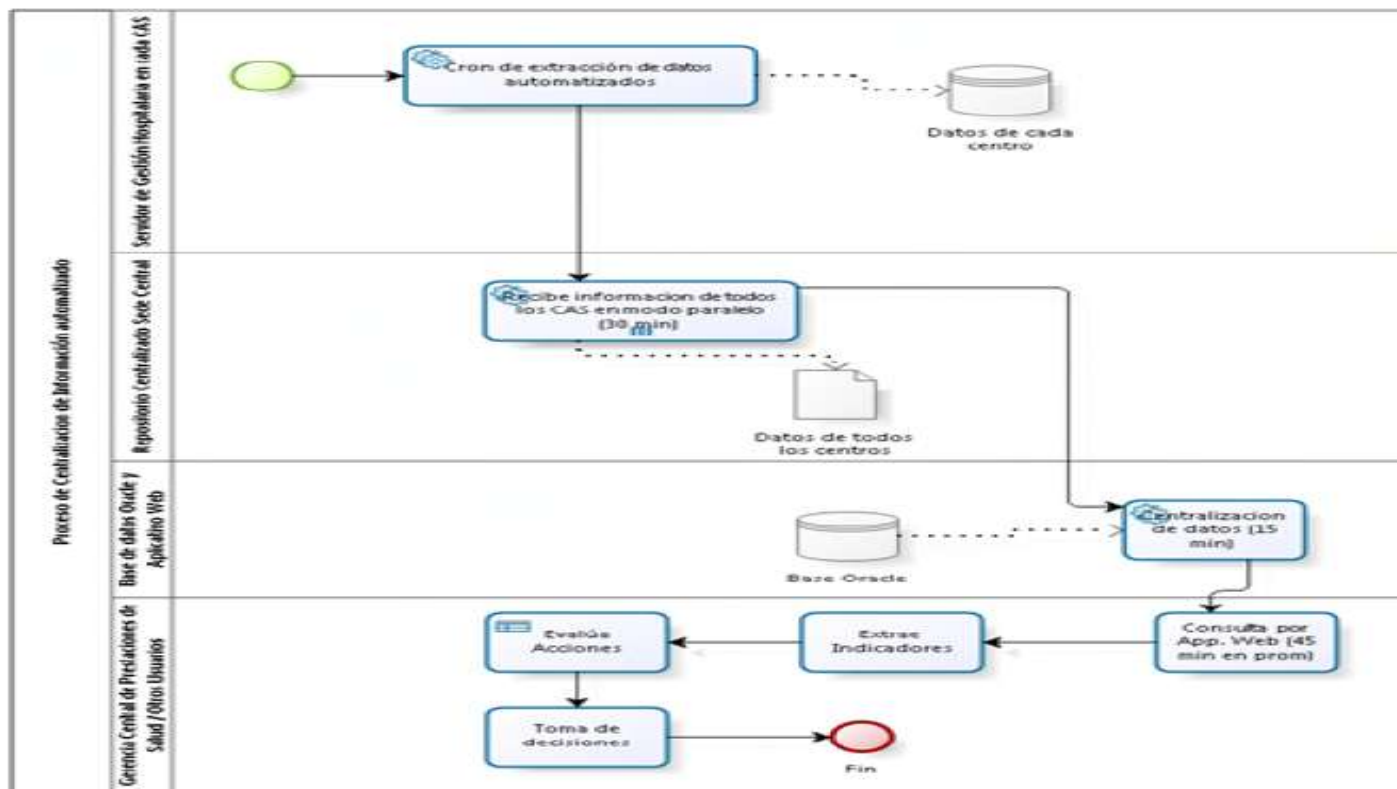 Proceso de Centralizacion de Información automatizado
Servidor de Gestión Hospitalaria en cada CAS
Cron de extracción de datos
automatizados
Datos de cada
centro
Repositorio Centralizado Sede Central
Recibe informacion de todos
los CAS en modo paralelo
(30 min)
Datos de todos
los centros
Base de datos Oracle y
Aplicativo Web
Base Oracle
Centralizacion
de datos (15
min)
Gerencia Central de Prestaciones de
Salud / Otros Usuarios
Evalúa
Acciones
Extrae
Indicadores
Consulta por
App. Web (45
min en prom)
Toma de
decisiones
Fin